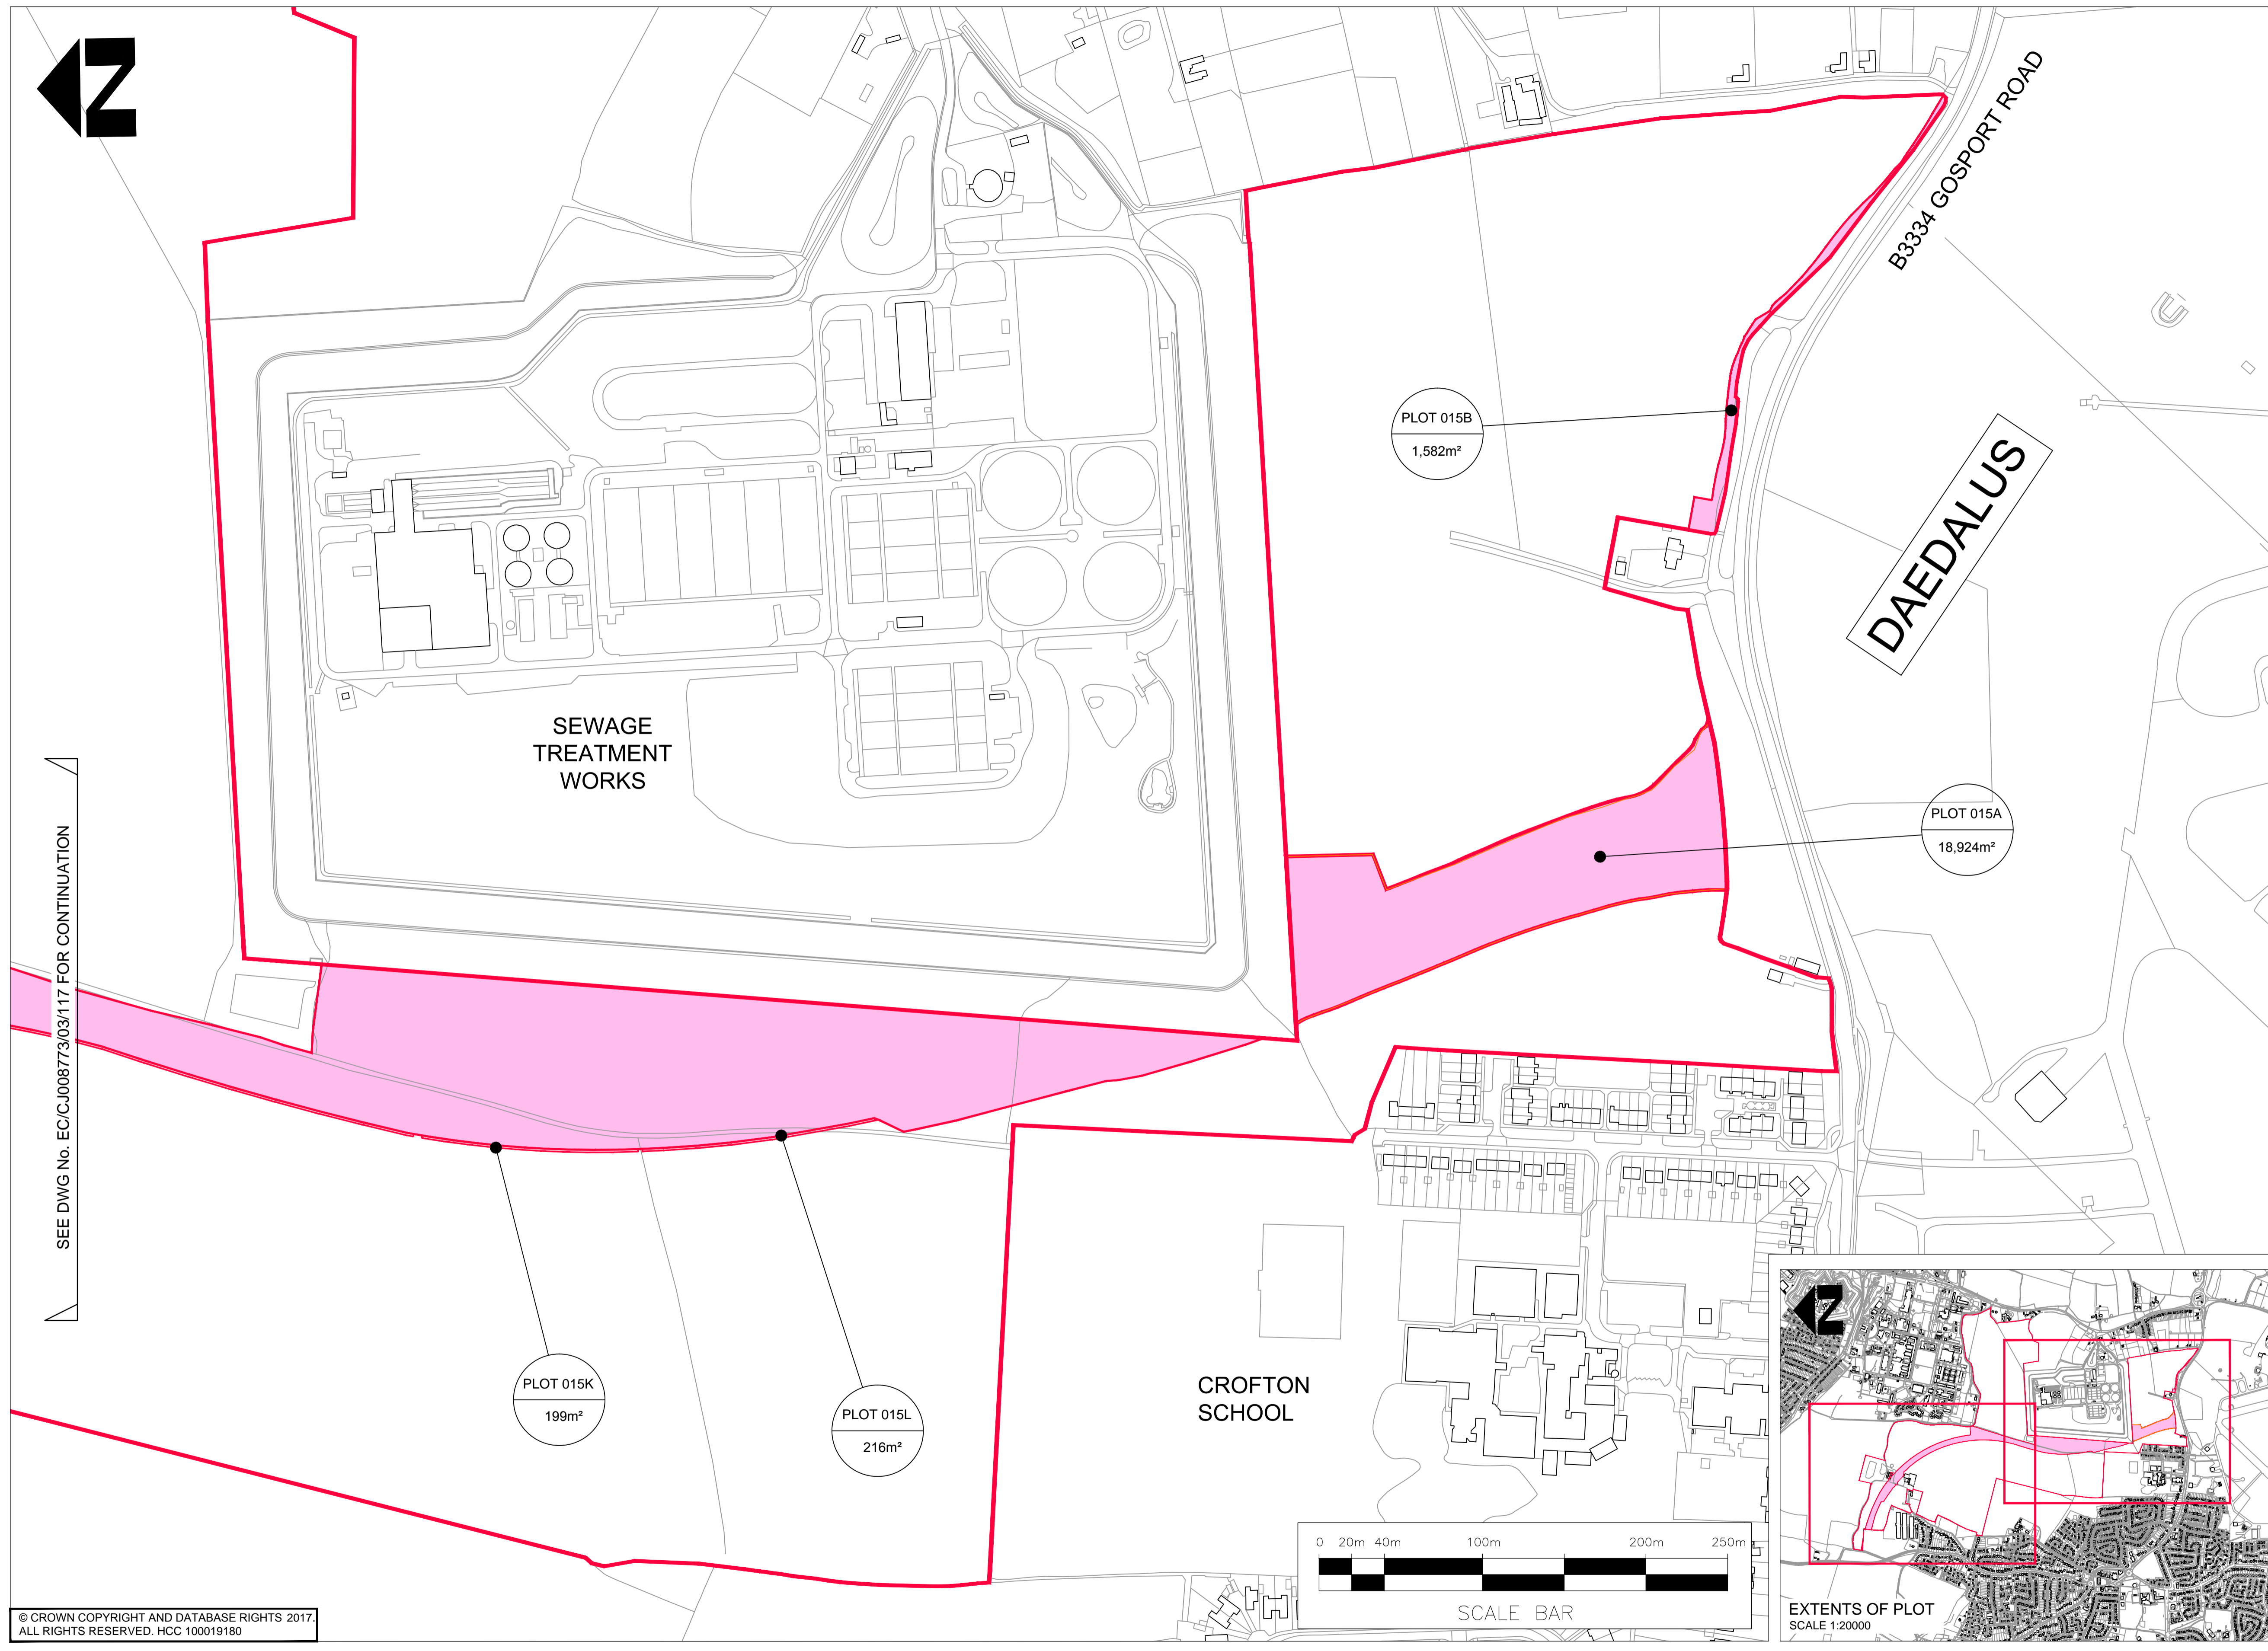 N
B3334 GOSPORT ROAD
PLOT 015B
1,582m²
DAEDALUS
SEWAGE
TREATMENT
WORKS
PLOT 015A
18,924m²
SEE DWG No. EC/CJ008773/03/117 FOR CONTINUATION
PLOT 015K
199m²
PLOT 015L
216m²
CROFTON
SCHOOL
0 20m 40m 100m 200m 250m
SCALE BAR
N
EXTENTS OF PLOT
SCALE 1:20000
© CROWN COPYRIGHT AND DATABASE RIGHTS 2017.
ALL RIGHTS RESERVED. HCC 100019180